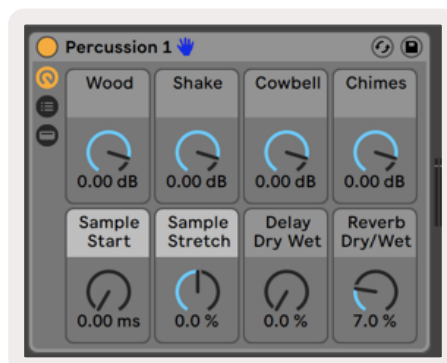 Percussion 1
Wood Shake Cowbell Chimes
0.00 dB 0.00 dB 0.00 dB 0.00 dB
Sample Sample Delay Reverb
Start Stretch Dry Wet Dry/Wet
0.00 ms 0.0 % 0.0 % 7.0 %